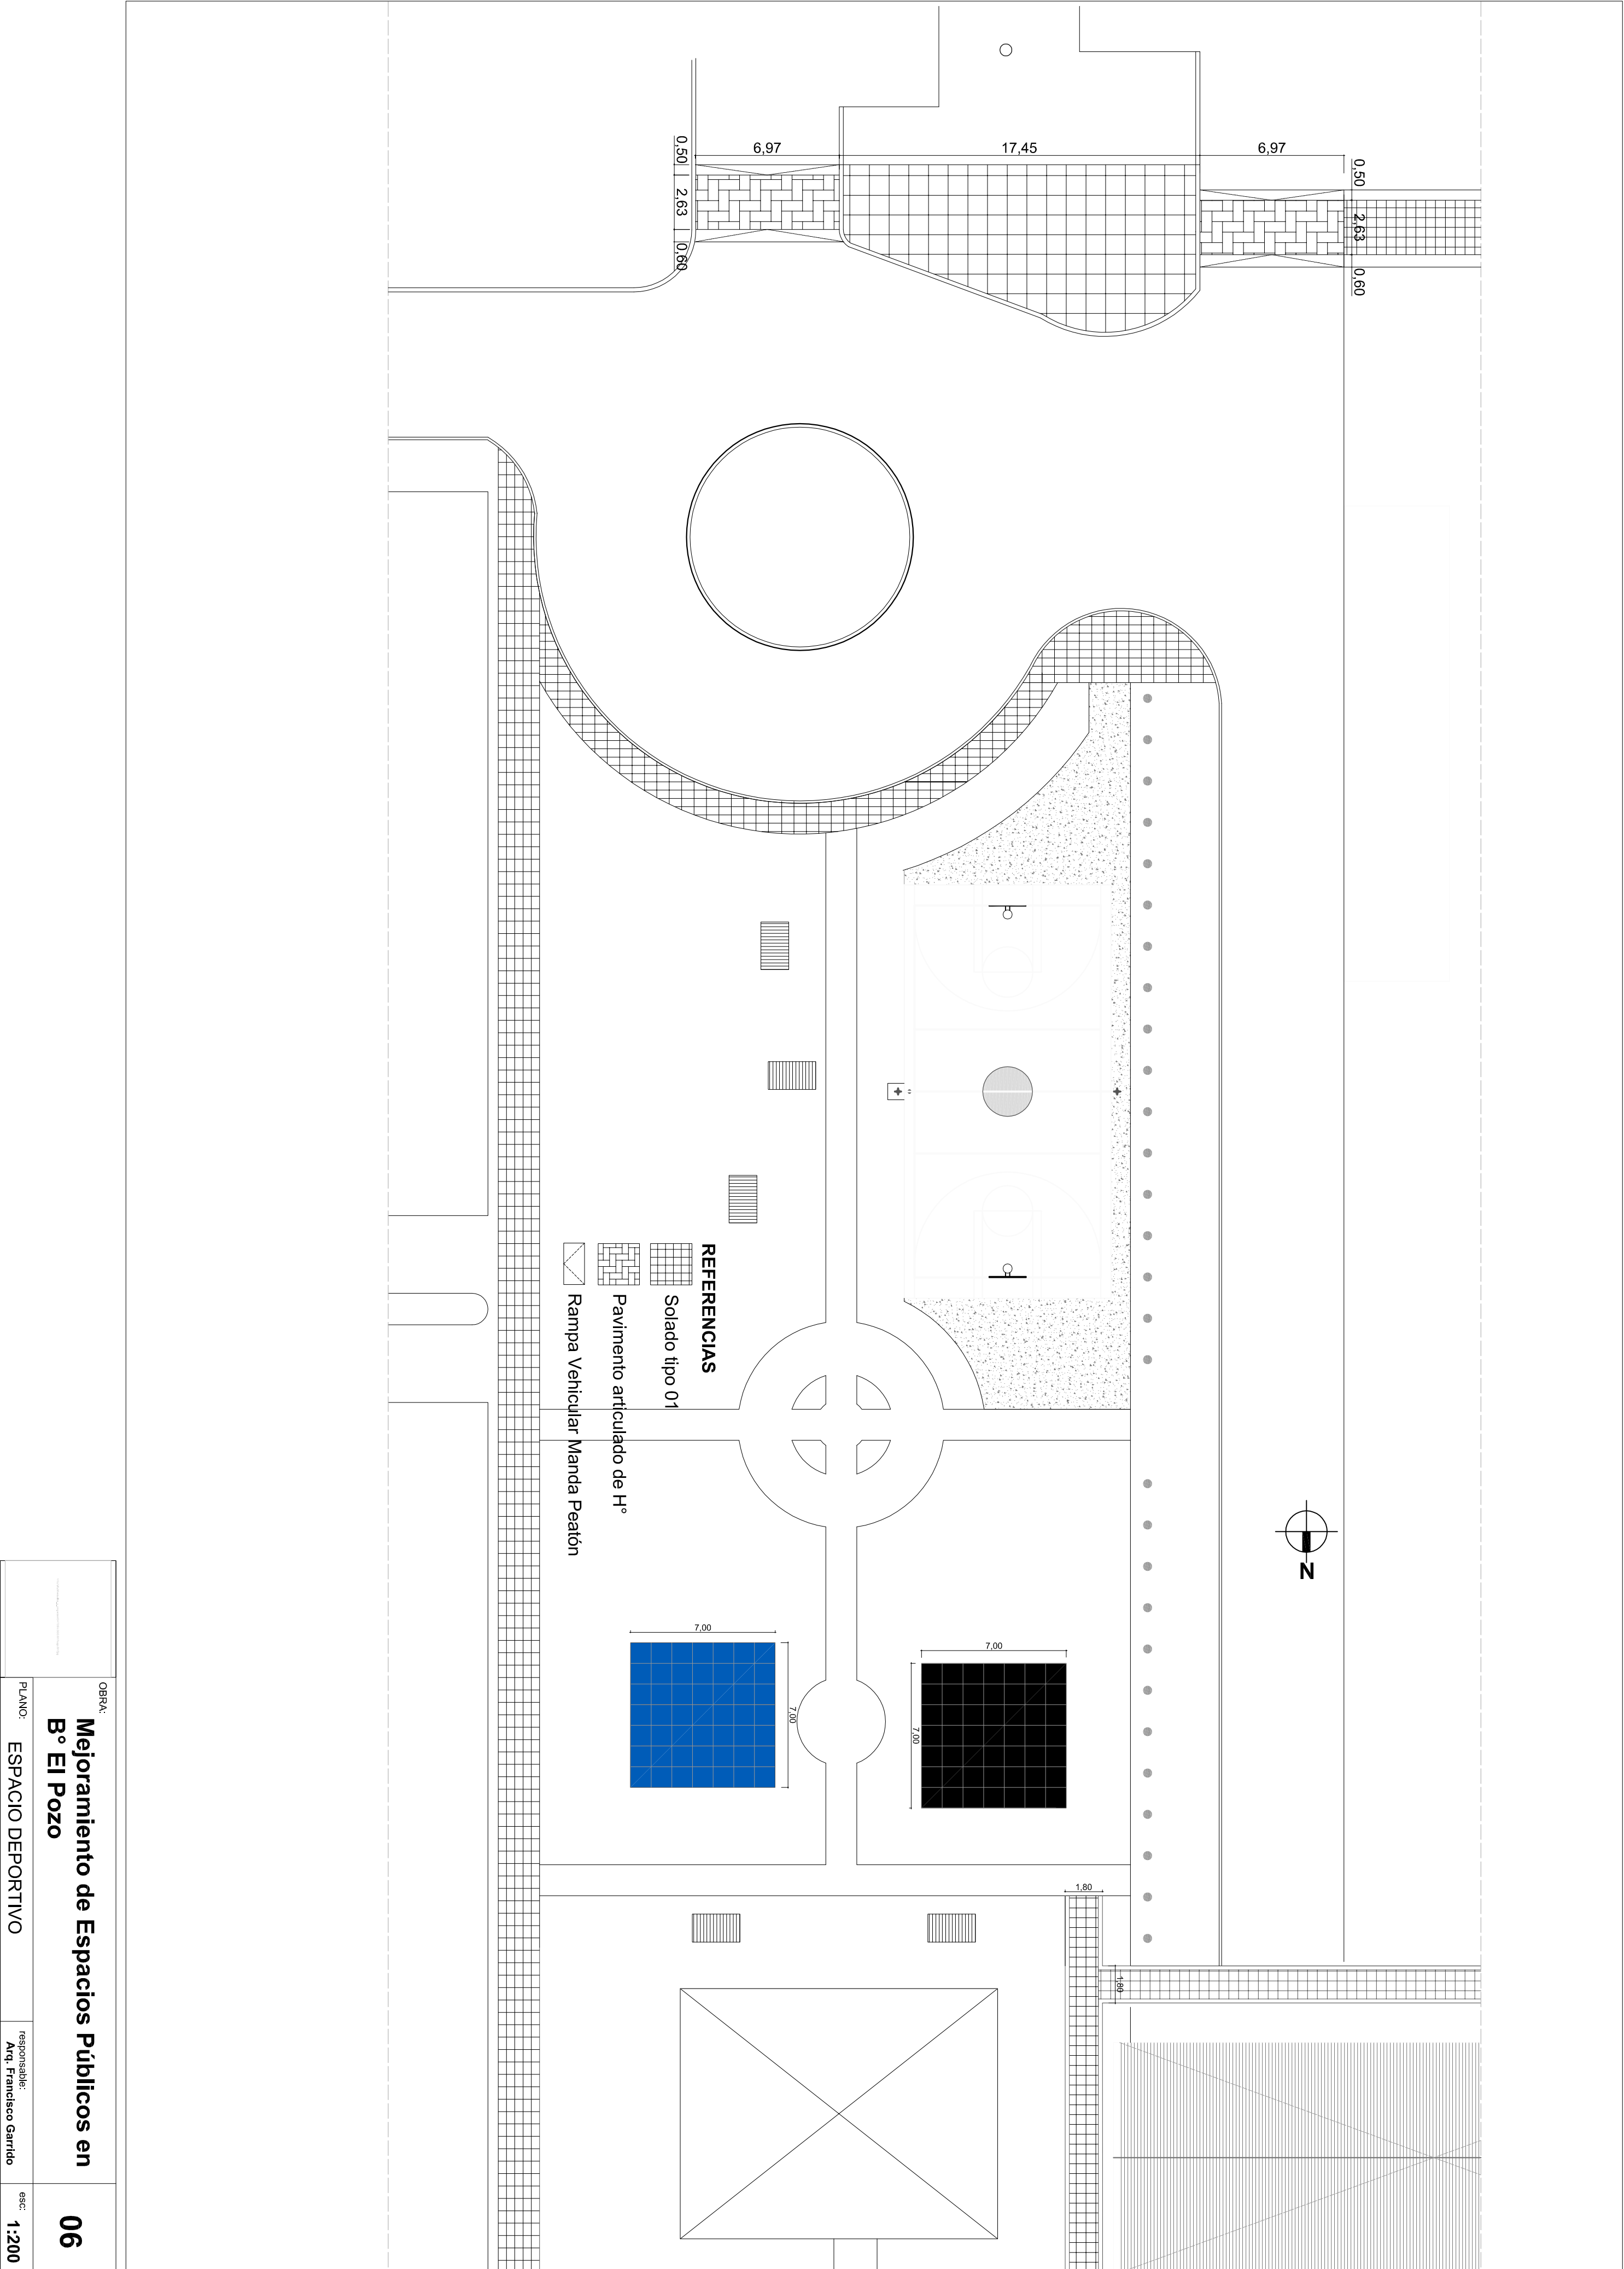 0,50
2,63
0,60
6,97
17,45
6,97
0,50
2,63
0,60
REFERENCIAS
Solado tipo 01
Pavimento articulado de H°
Rampa Vehicular Manda Peatón
N
7,00
7,00
7,00
7,00
1,80
1,80
OBRA:
Mejoramiento de Espacios Públicos en
B° El Pozo
06
PLANO:
ESPACIO DEPORTIVO
responsable:
Arq. Francisco Garrido
esc:
1:200